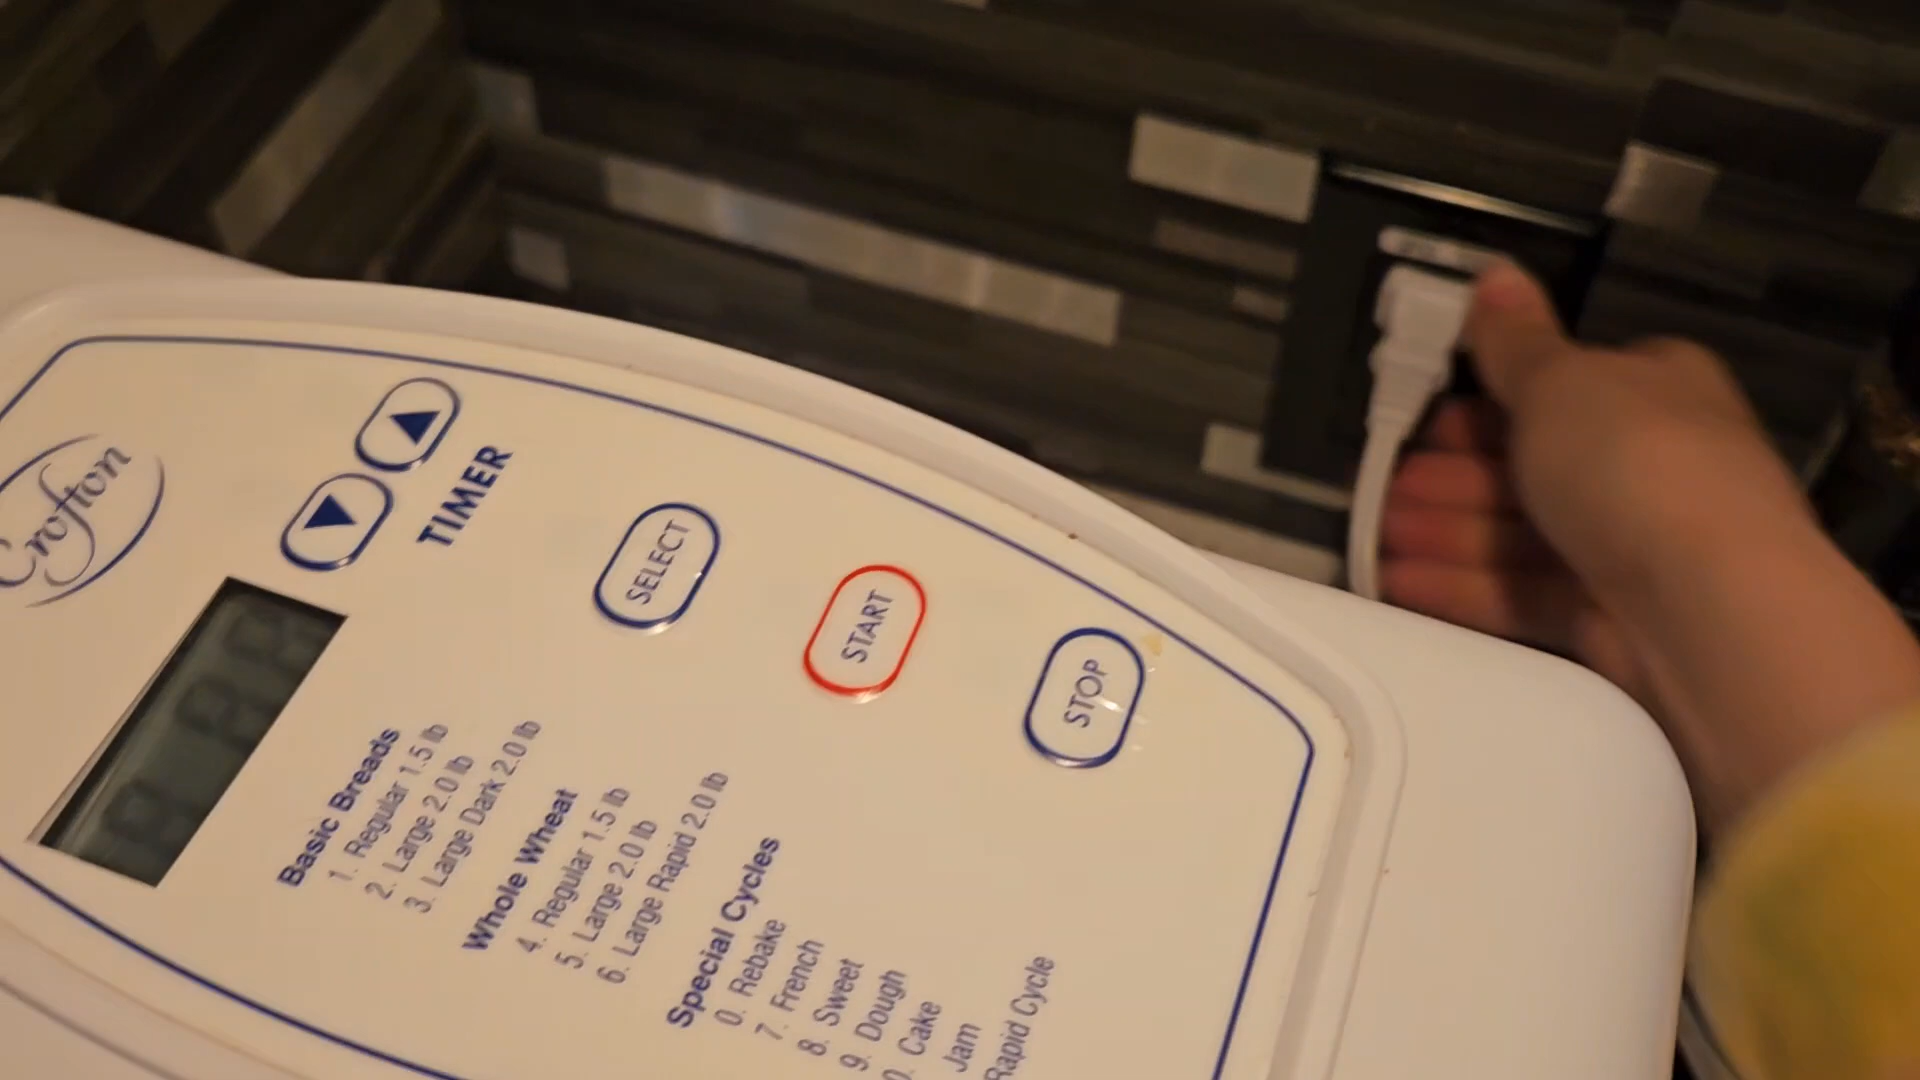 Crofton
▲
▼
TIMER
SELECT
START
STOP
Basic Breads
1. Regular 1.5 lb
2. Large 2.0 lb
3. Large Dark 2.0 lb
Whole Wheat
4. Regular 1.5 lb
5. Large 2.0 lb
6. Large Rapid 2.0 lb
Special Cycles
0. Rebake
7. French
8. Sweet
9. Dough
0. Cake
Jam
Rapid Cycle